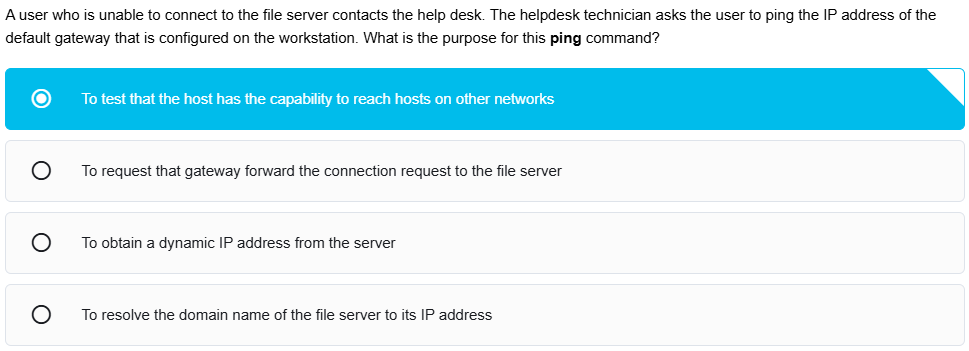 A user who is unable to connect to the file server contacts the help desk. The helpdesk technician asks the user to ping the IP address of the
default gateway that is configured on the workstation. What is the purpose for this ping command?
To test that the host has the capability to reach hosts on other networks
To request that gateway forward the connection request to the file server
To obtain a dynamic IP address from the server
To resolve the domain name of the file server to its IP address